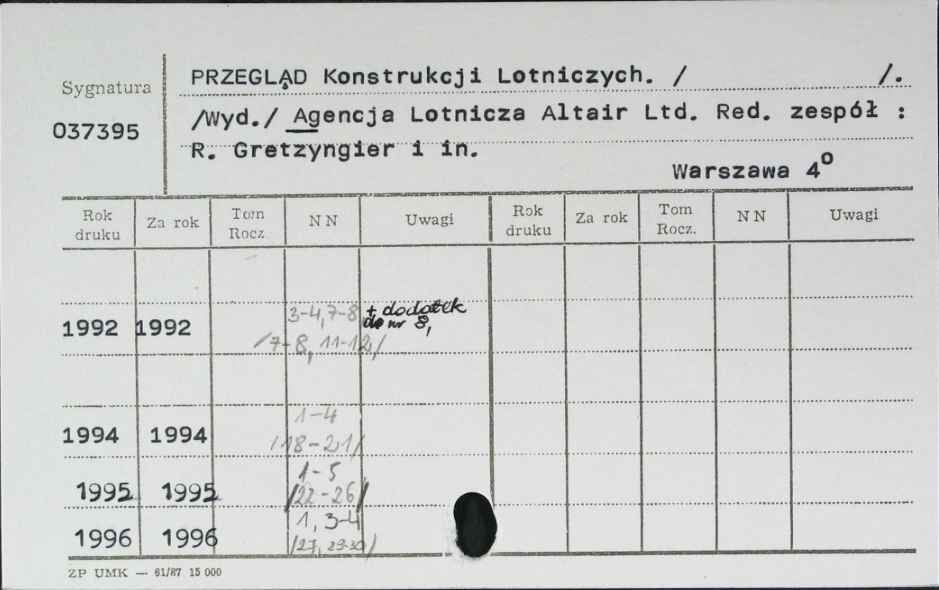 Sygnatura
037395
PRZEGLĄD Konstrukcji Lotniczych. / /.
/Wyd./ Agencja Lotnicza Altair Ltd. Red. zespół :
R. Gretzyngier i in.
Warszawa 4°
Rok druku Za rok Tom Rocz. NN Uwagi Rok druku Za rok Tom Rocz. NN Uwagi
1992 1992 3-4, 7-8 + dodatek
do nr 8,
/7-8, 11-12/
1994 1994 1-4
/18-21/
1995 1995 1-5
/22-26/
1996 1996 1, 3-4
/27, 29-30/
ZP UMK — 61/87 15 000